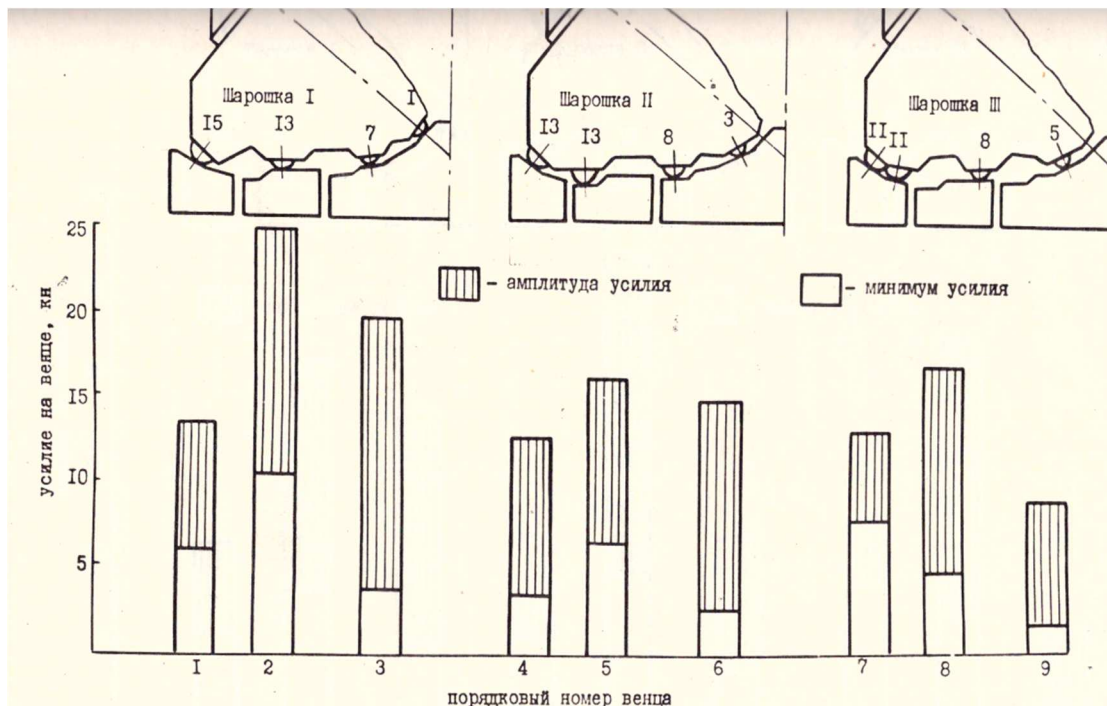 Шарошка I
I5
I3
7
I
Шарошка II
I3
I3
8
3
Шарошка III
II
II
8
5
усилие на венце, кн
25
20
I5
I0
5
- амплитуда усилия
- минимум усилия
I 2 3 4 5 6 7 8 9
порядковый номер венца